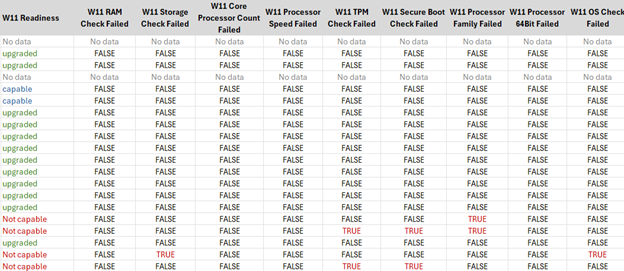 W11 Readiness W11 RAM Check Failed W11 Storage Check Failed W11 Core Processor Count Failed W11 Processor Speed Failed W11 TPM Check Failed W11 Secure Boot Check Failed W11 Processor Family Failed W11 Processor 64Bit Failed W11 OS Check Failed
No data No data No data No data No data No data No data No data No data No data
upgraded FALSE FALSE FALSE FALSE FALSE FALSE FALSE FALSE FALSE
upgraded FALSE FALSE FALSE FALSE FALSE FALSE FALSE FALSE FALSE
No data No data No data No data No data No data No data No data No data No data
capable FALSE FALSE FALSE FALSE FALSE FALSE FALSE FALSE FALSE
capable FALSE FALSE FALSE FALSE FALSE FALSE FALSE FALSE FALSE
upgraded FALSE FALSE FALSE FALSE FALSE FALSE FALSE FALSE FALSE
upgraded FALSE FALSE FALSE FALSE FALSE FALSE FALSE FALSE FALSE
upgraded FALSE FALSE FALSE FALSE FALSE FALSE FALSE FALSE FALSE
upgraded FALSE FALSE FALSE FALSE FALSE FALSE FALSE FALSE FALSE
upgraded FALSE FALSE FALSE FALSE FALSE FALSE FALSE FALSE FALSE
upgraded FALSE FALSE FALSE FALSE FALSE FALSE FALSE FALSE FALSE
upgraded FALSE FALSE FALSE FALSE FALSE FALSE FALSE FALSE FALSE
upgraded FALSE FALSE FALSE FALSE FALSE FALSE FALSE FALSE FALSE
upgraded FALSE FALSE FALSE FALSE FALSE FALSE FALSE FALSE FALSE
Not capable FALSE FALSE FALSE FALSE FALSE FALSE TRUE FALSE FALSE
Not capable FALSE FALSE FALSE FALSE TRUE TRUE TRUE FALSE FALSE
upgraded FALSE FALSE FALSE FALSE FALSE FALSE FALSE FALSE FALSE
Not capable FALSE TRUE FALSE FALSE FALSE FALSE FALSE FALSE TRUE
Not capable FALSE FALSE FALSE FALSE TRUE TRUE FALSE FALSE FALSE